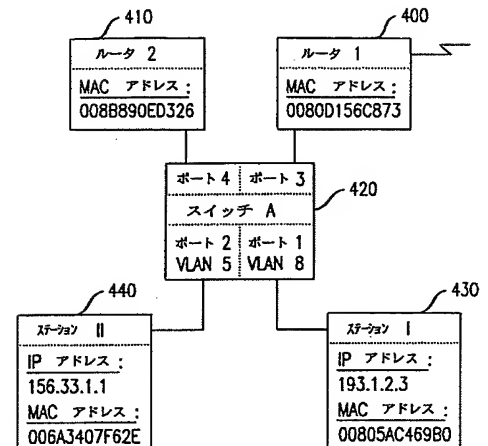 410
400
ルータ 2
MAC アドレス :
008B890ED326
ルータ 1
MAC アドレス :
0080D156C873
ポート 4
ポート 3
スイッチ A
ポート 2
VLAN 5
ポート 1
VLAN 8
420
440
430
ステーション II
IP アドレス :
156.33.1.1
MAC アドレス :
006A3407F62E
ステーション I
IP アドレス :
193.1.2.3
MAC アドレス :
00805AC469B0